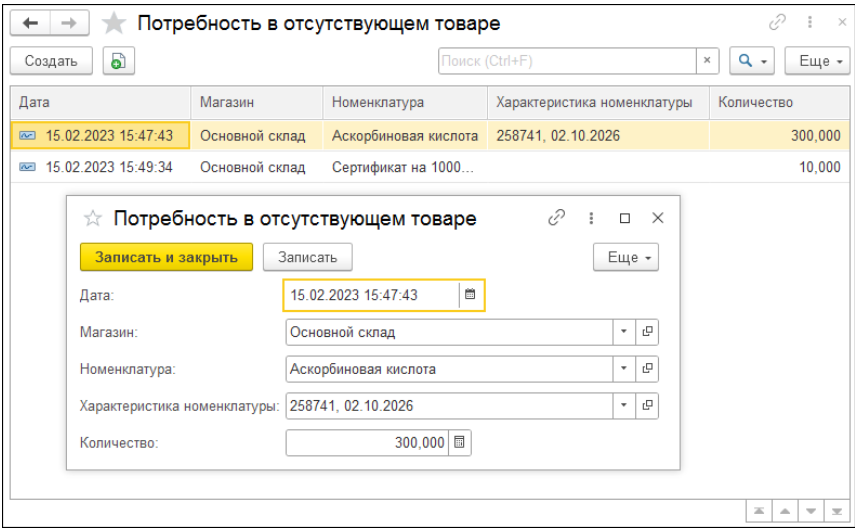 Потребность в отсутствующем товаре
Создать Поиск (Ctrl+F) × Еще
Дата Магазин Номенклатура Характеристика номенклатуры Количество
15.02.2023 15:47:43 Основной склад Аскорбиновая кислота 258741, 02.10.2026 300,000
15.02.2023 15:49:34 Основной склад Сертификат на 1000... 10,000
Потребность в отсутствующем товаре
Записать и закрыть Записать Еще
Дата: 15.02.2023 15:47:43
Магазин: Основной склад
Номенклатура: Аскорбиновая кислота
Характеристика номенклатуры: 258741, 02.10.2026
Количество: 300,000